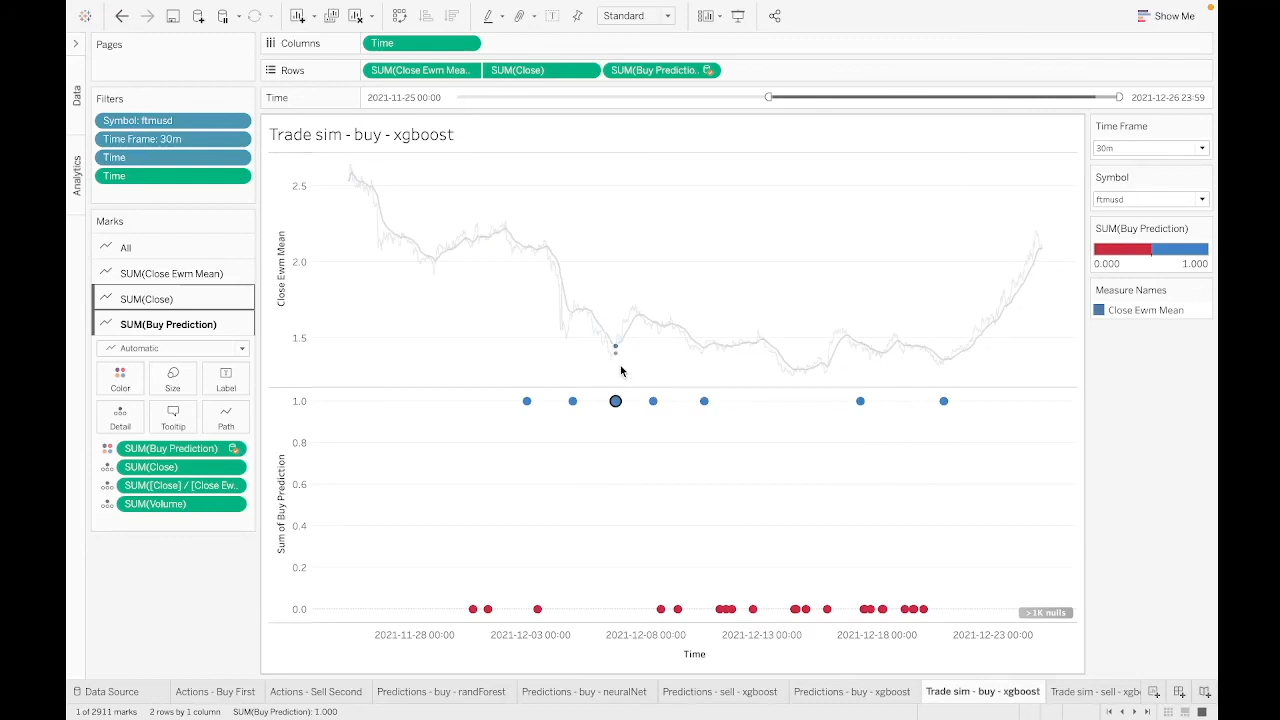 Standard
Show Me
Pages
Columns
Time
Rows
SUM(Close Ewm Mea..
SUM(Close)
SUM(Buy Predictio..
Time
2021-11-25 00:00
2021-12-26 23:59
Data
Analytics
Filters
Symbol: ftmusd
Time Frame: 30m
Time
Time
Marks
All
SUM(Close Ewm Mean)
SUM(Close)
SUM(Buy Prediction)
Automatic
Color
Size
Label
Detail
Tooltip
Path
SUM(Buy Prediction)
SUM(Close)
SUM([Close] / [Close Ew..
SUM(Volume)
Trade sim - buy - xgboost
Close Ewm Mean
2.5
2.0
1.5
Sum of Buy Prediction
1.0
0.8
0.6
0.4
0.2
0.0
>1K nulls
2021-11-28 00:00
2021-12-03 00:00
2021-12-08 00:00
2021-12-13 00:00
2021-12-18 00:00
2021-12-23 00:00
Time
Time Frame
30m
Symbol
ftmusd
SUM(Buy Prediction)
0.000
1.000
Measure Names
Close Ewm Mean
Data Source
Actions - Buy First
Actions - Sell Second
Predictions - buy - randForest
Predictions - buy - neuralNet
Predictions - sell - xgboost
Predictions - buy - xgboost
Trade sim - buy - xgboost
Trade sim - sell - xgb
1 of 2911 marks
2 rows by 1 column
SUM(Buy Prediction): 1.000